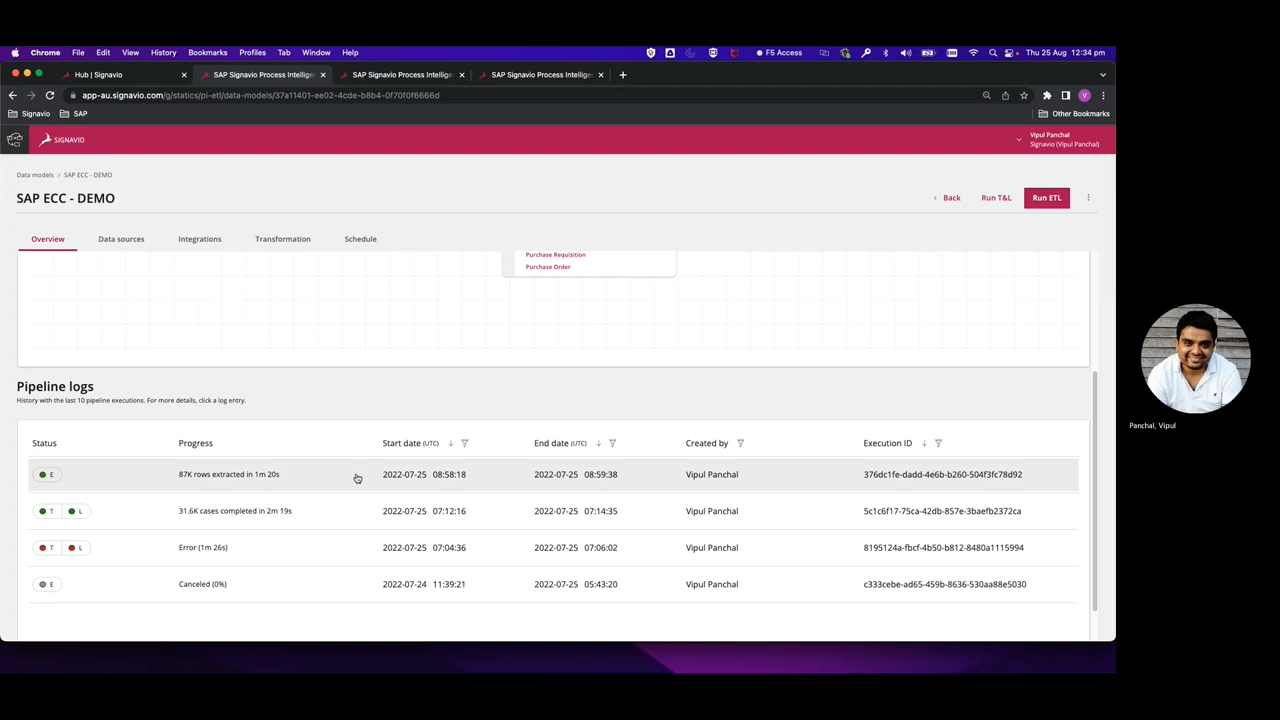 Chrome File Edit View History Bookmarks Profiles Tab Window Help F5 Access Thu 25 Aug 12:34 pm
Hub | Signavio SAP Signavio Process Intellige SAP Signavio Process Intellige SAP Signavio Process Intellige
app-au.signavio.com/g/statics/pi-etl/data-models/37a11401-ee02-4cde-b8b4-0f70f0f6666d
Signavio SAP Other Bookmarks
SIGNAVIO
Vipul Panchal
Signavio (Vipul Panchal)
Data models > SAP ECC - DEMO
SAP ECC - DEMO
Back Run T&L Run ETL
Overview Data sources Integrations Transformation Schedule
Purchase Requisition
Purchase Order
Pipeline logs
History with the last 10 pipeline executions. For more details, click a log entry.
Status Progress Start date (UTC) End date (UTC) Created by Execution ID
E 87K rows extracted in 1m 20s 2022-07-25 08:58:18 2022-07-25 08:59:38 Vipul Panchal 376dc1fe-dadd-4e6b-b260-504f3fc78d92
T L 31.6K cases completed in 2m 19s 2022-07-25 07:12:16 2022-07-25 07:14:35 Vipul Panchal 5c1c6f17-75ca-42db-857e-3baefb2372ca
T L Error (1m 26s) 2022-07-25 07:04:36 2022-07-25 07:06:02 Vipul Panchal 8195124a-fbcf-4b50-b812-8480a1115994
E Canceled (0%) 2022-07-24 11:39:21 2022-07-25 05:43:20 Vipul Panchal c333cebe-ad65-459b-8636-530aa88e5030
Panchal, Vipul